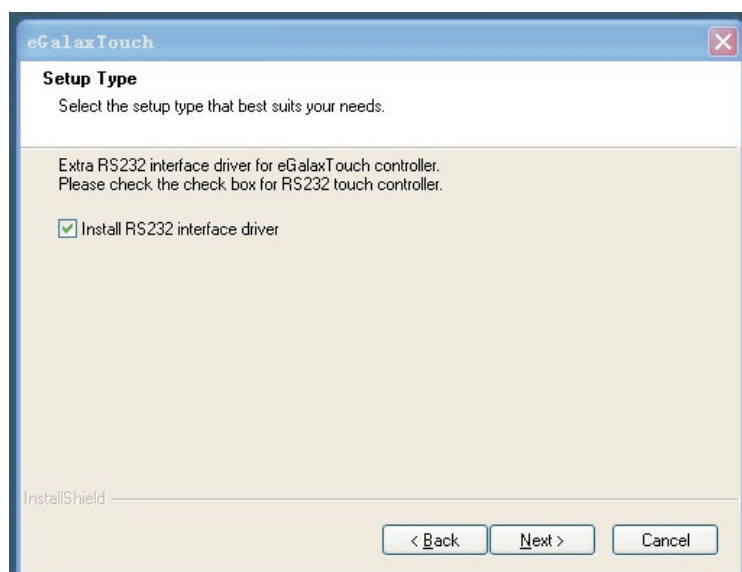 eGalaxTouch
Setup Type
Select the setup type that best suits your needs.
Extra RS232 interface driver for eGalaxTouch controller.
Please check the check box for RS232 touch controller.
Install RS232 interface driver
InstallShield
< Back
Next >
Cancel